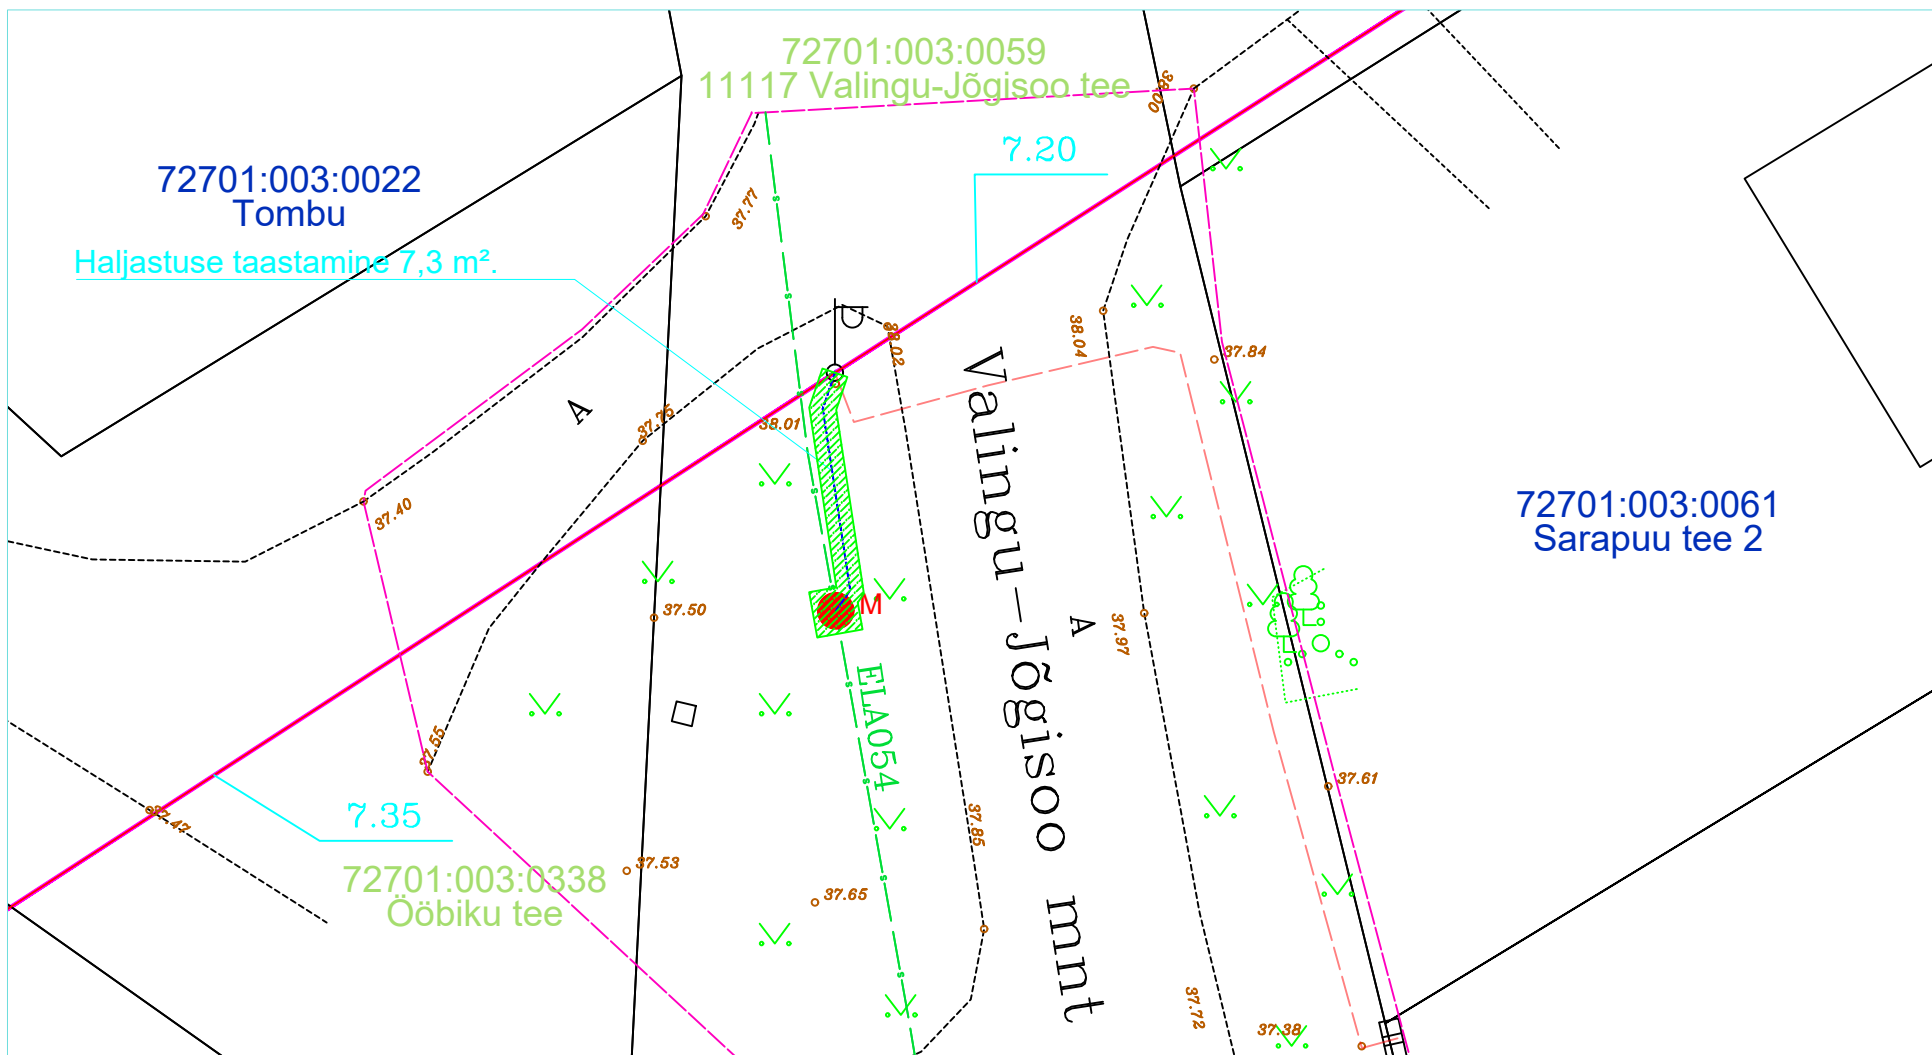 72701:003:0059
11117 Valingu-Jõgisoo tee
38.00
7.20
72701:003:0022
Tombu
37.77
Haljastuse taastamine 7,3 m².
38.02
38.04
37.84
A
37.75
38.01
37.40
72701:003:0061
Sarapuu tee 2
Valingu-Jõgisoo mnt
37.50
M
A
37.97
ELA054
37.55
37.61
7.35
37.47
37.85
37.53
72701:003:0338
Ööbiku tee
37.65
37.72
37.38